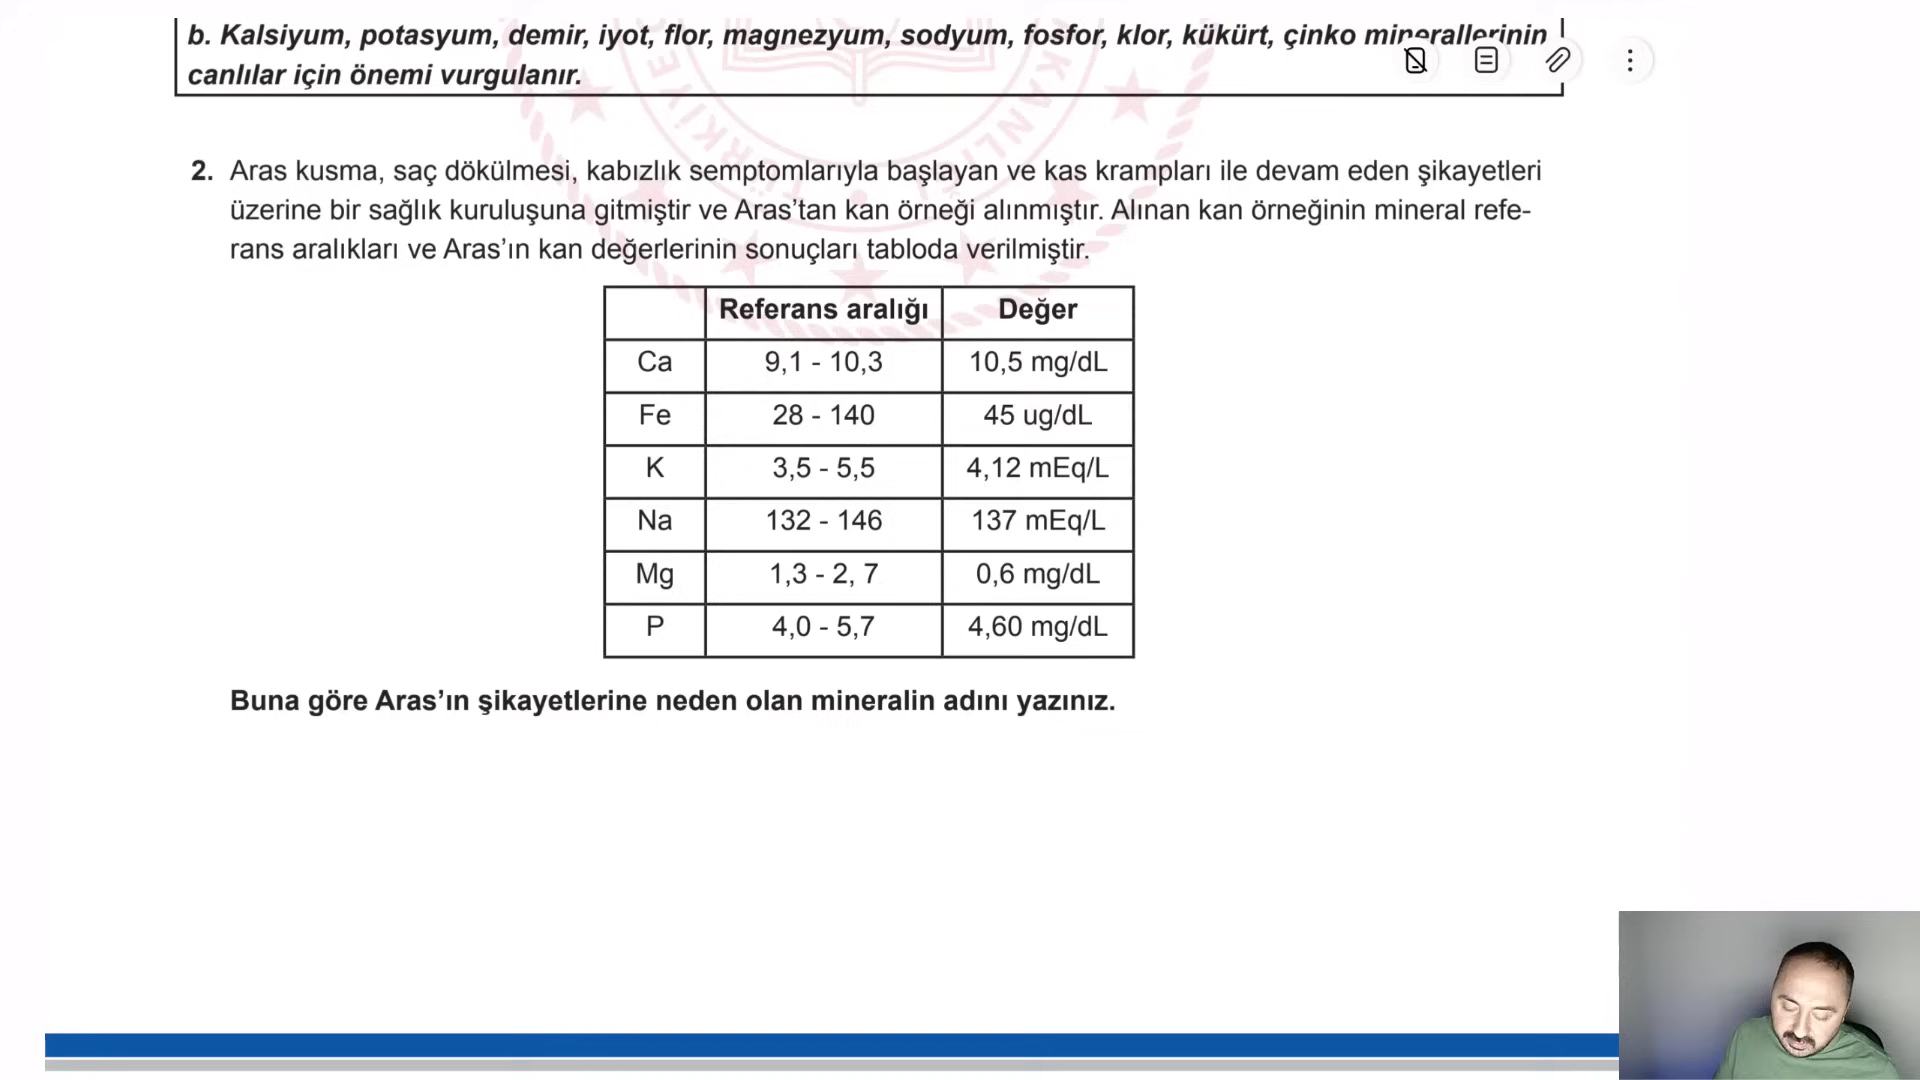 b. Kalsiyum, potasyum, demir, iyot, flor, magnezyum, sodyum, fosfor, klor, kükürt, çinko minerallerinin
canlılar için önemi vurgulanır.
2. Aras kusma, saç dökülmesi, kabızlık semptomlarıyla başlayan ve kas krampları ile devam eden şikayetleri
üzerine bir sağlık kuruluşuna gitmiştir ve Aras’tan kan örneği alınmıştır. Alınan kan örneğinin mineral refe-
rans aralıkları ve Aras’ın kan değerlerinin sonuçları tabloda verilmiştir.
Referans aralığı Değer
Ca 9,1 - 10,3 10,5 mg/dL
Fe 28 - 140 45 ug/dL
K 3,5 - 5,5 4,12 mEq/L
Na 132 - 146 137 mEq/L
Mg 1,3 - 2, 7 0,6 mg/dL
P 4,0 - 5,7 4,60 mg/dL
Buna göre Aras’ın şikayetlerine neden olan mineralin adını yazınız.